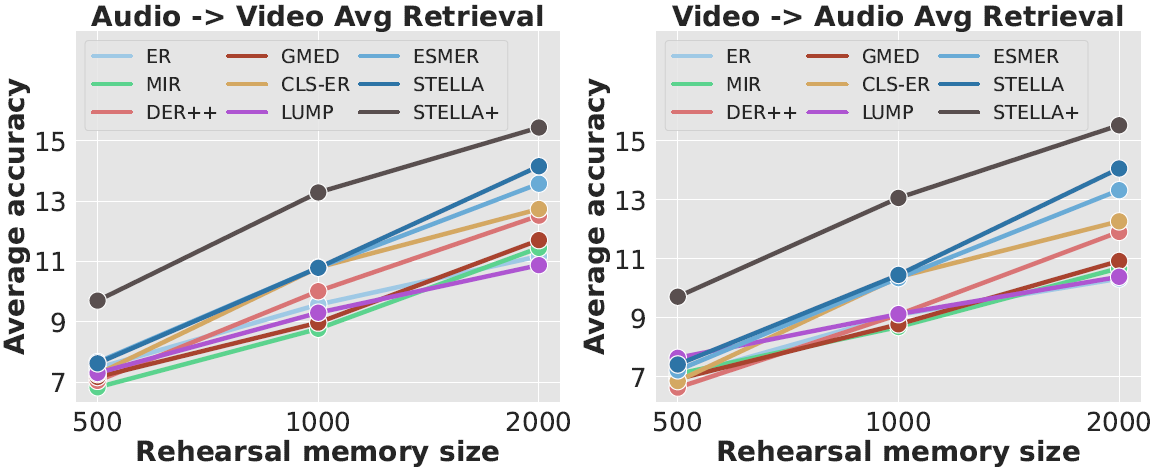 Audio -> Video Avg Retrieval
ER GMED ESMER
MIR CLS-ER STELLA
DER++ LUMP STELLA+
Average accuracy
15
13
11
9
7
500 1000 2000
Rehearsal memory size
Video -> Audio Avg Retrieval
ER GMED ESMER
MIR CLS-ER STELLA
DER++ LUMP STELLA+
Average accuracy
15
13
11
9
7
500 1000 2000
Rehearsal memory size